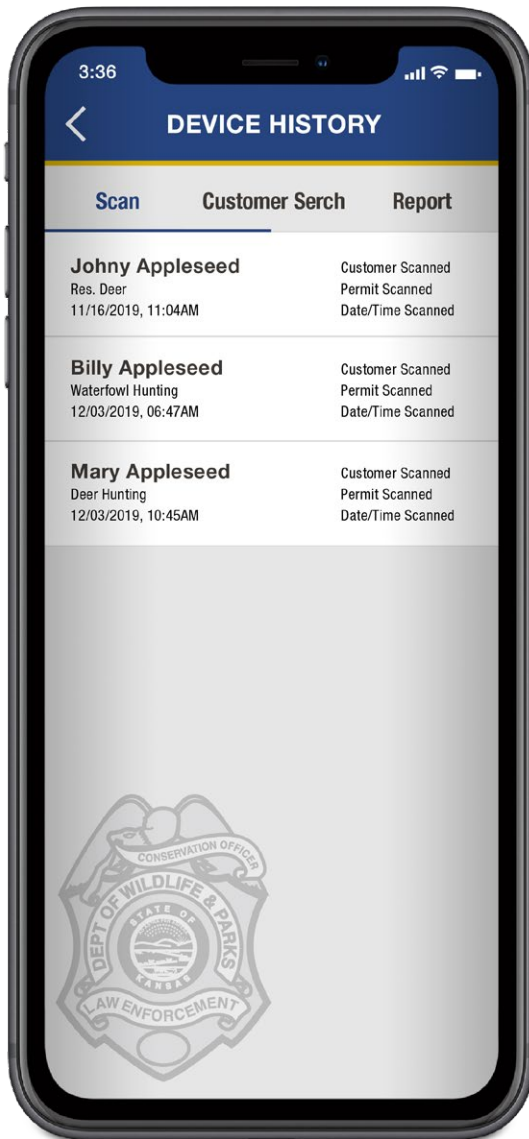 3:36
DEVICE HISTORY
Scan Customer Serch Report
Johny Appleseed Customer Scanned
Res. Deer Permit Scanned
11/16/2019, 11:04AM Date/Time Scanned
Billy Appleseed Customer Scanned
Waterfowl Hunting Permit Scanned
12/03/2019, 06:47AM Date/Time Scanned
Mary Appleseed Customer Scanned
Deer Hunting Permit Scanned
12/03/2019, 10:45AM Date/Time Scanned
CONSERVATION OFFICER
DEPT OF WILDLIFE & PARKS
STATE OF
KANSAS
LAW ENFORCEMENT